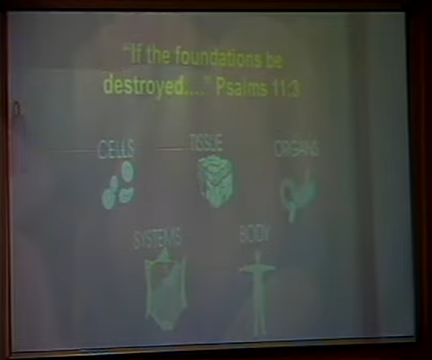 "If the foundations be
destroyed...." Psalms 11:3
CELLS TISSUE ORGANS
SYSTEMS BODY